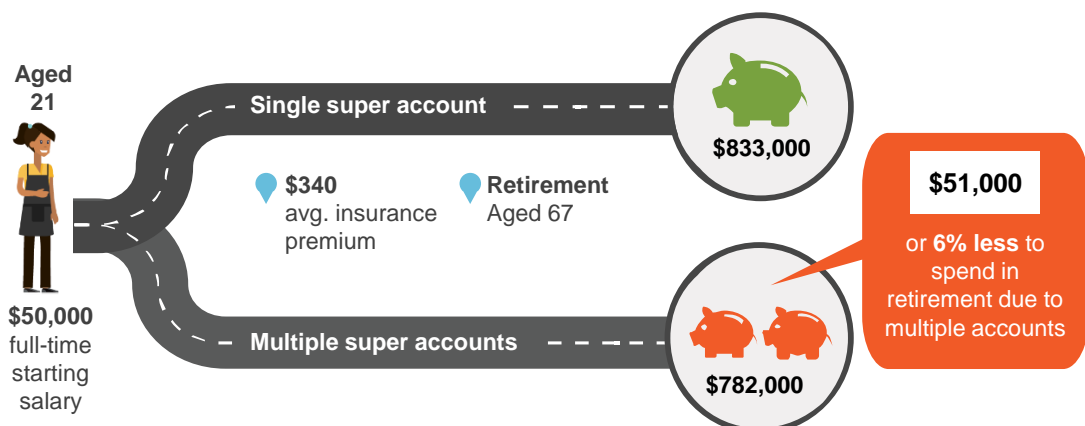 Aged
21
$50,000
full-time
starting
salary
Single super account
$833,000
$340
avg. insurance
premium
Retirement
Aged 67
Multiple super accounts
$782,000
$51,000
or 6% less to
spend in
retirement due to
multiple accounts